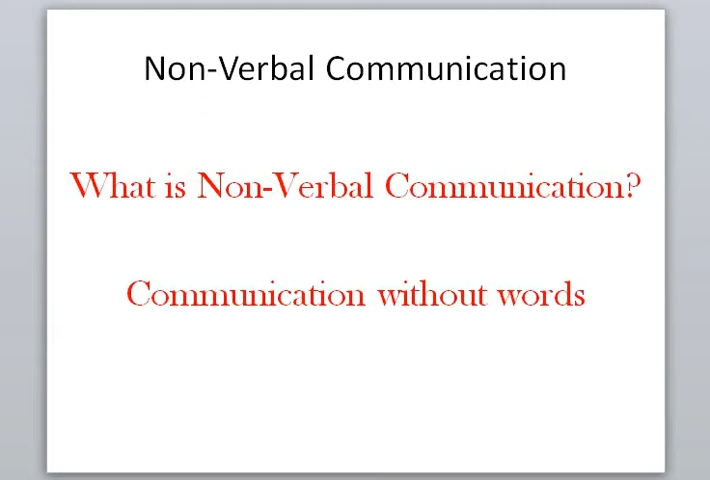 Non-Verbal Communication
What is Non-Verbal Communication?
Communication without words